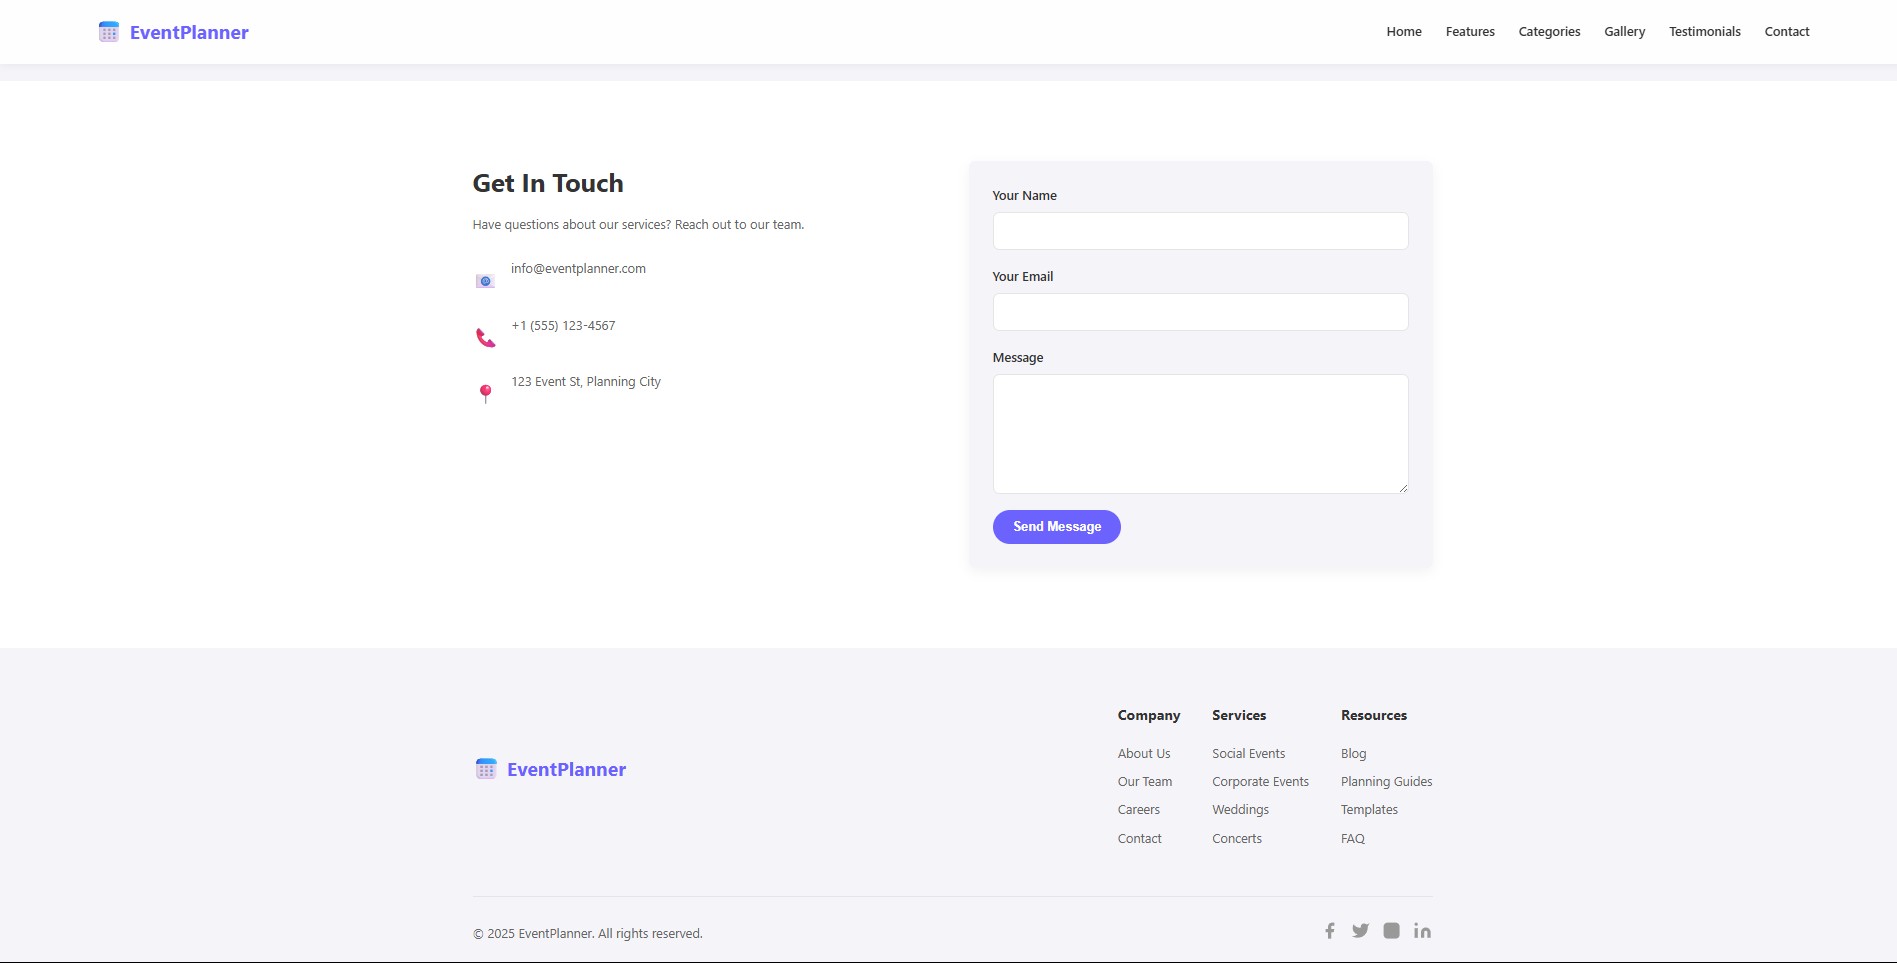 EventPlanner
Home Features Categories Gallery Testimonials Contact
Get In Touch
Have questions about our services? Reach out to our team.
info@eventplanner.com
+1 (555) 123-4567
123 Event St, Planning City
Your Name
Your Email
Message
Send Message
EventPlanner
Company
About Us
Our Team
Careers
Contact
Services
Social Events
Corporate Events
Weddings
Concerts
Resources
Blog
Planning Guides
Templates
FAQ
© 2025 EventPlanner. All rights reserved.